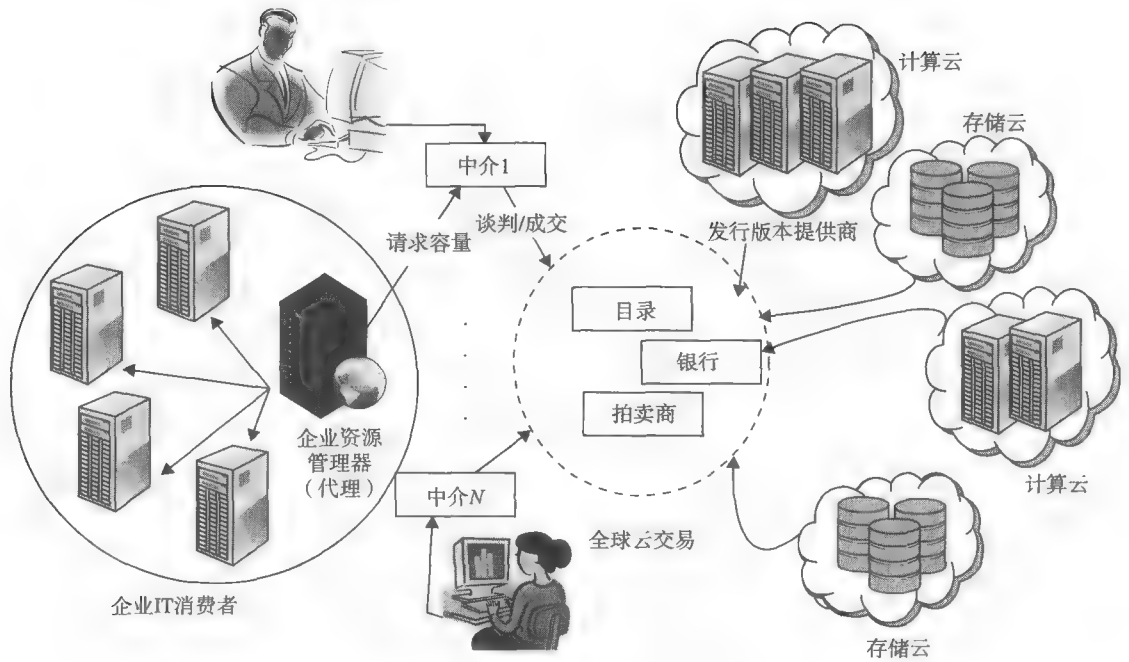 计算云
存储云
中介1
谈判/成交
请求容量
发行版本提供商
目录
银行
拍卖商
企业资源
管理器
（代理）
中介N
计算云
全球云交易
企业IT消费者
存储云